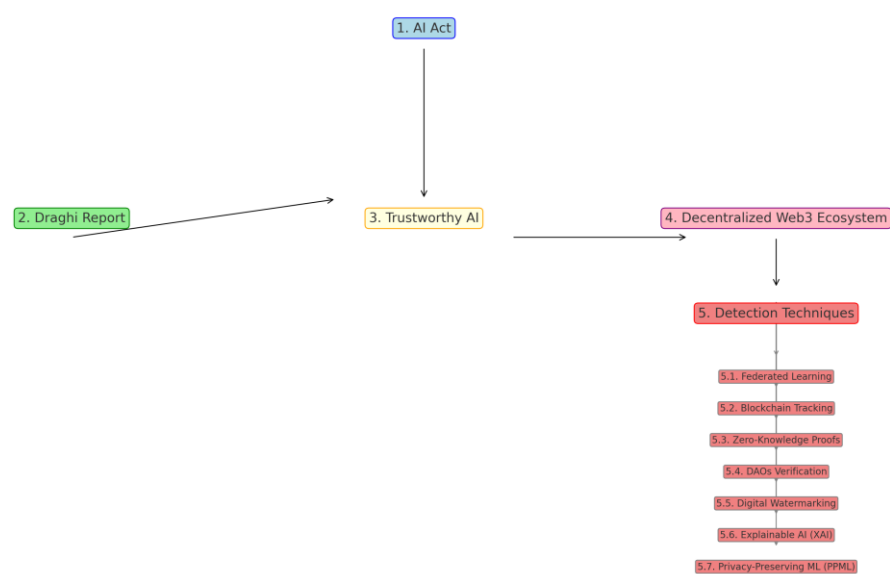 1. AI Act
2. Draghi Report
3. Trustworthy AI
4. Decentralized Web3 Ecosystem
5. Detection Techniques
5.1. Federated Learning
5.2. Blockchain Tracking
5.3. Zero-Knowledge Proofs
5.4. DAOs Verification
5.5. Digital Watermarking
5.6. Explainable AI (XAI)
5.7. Privacy-Preserving ML (PPML)